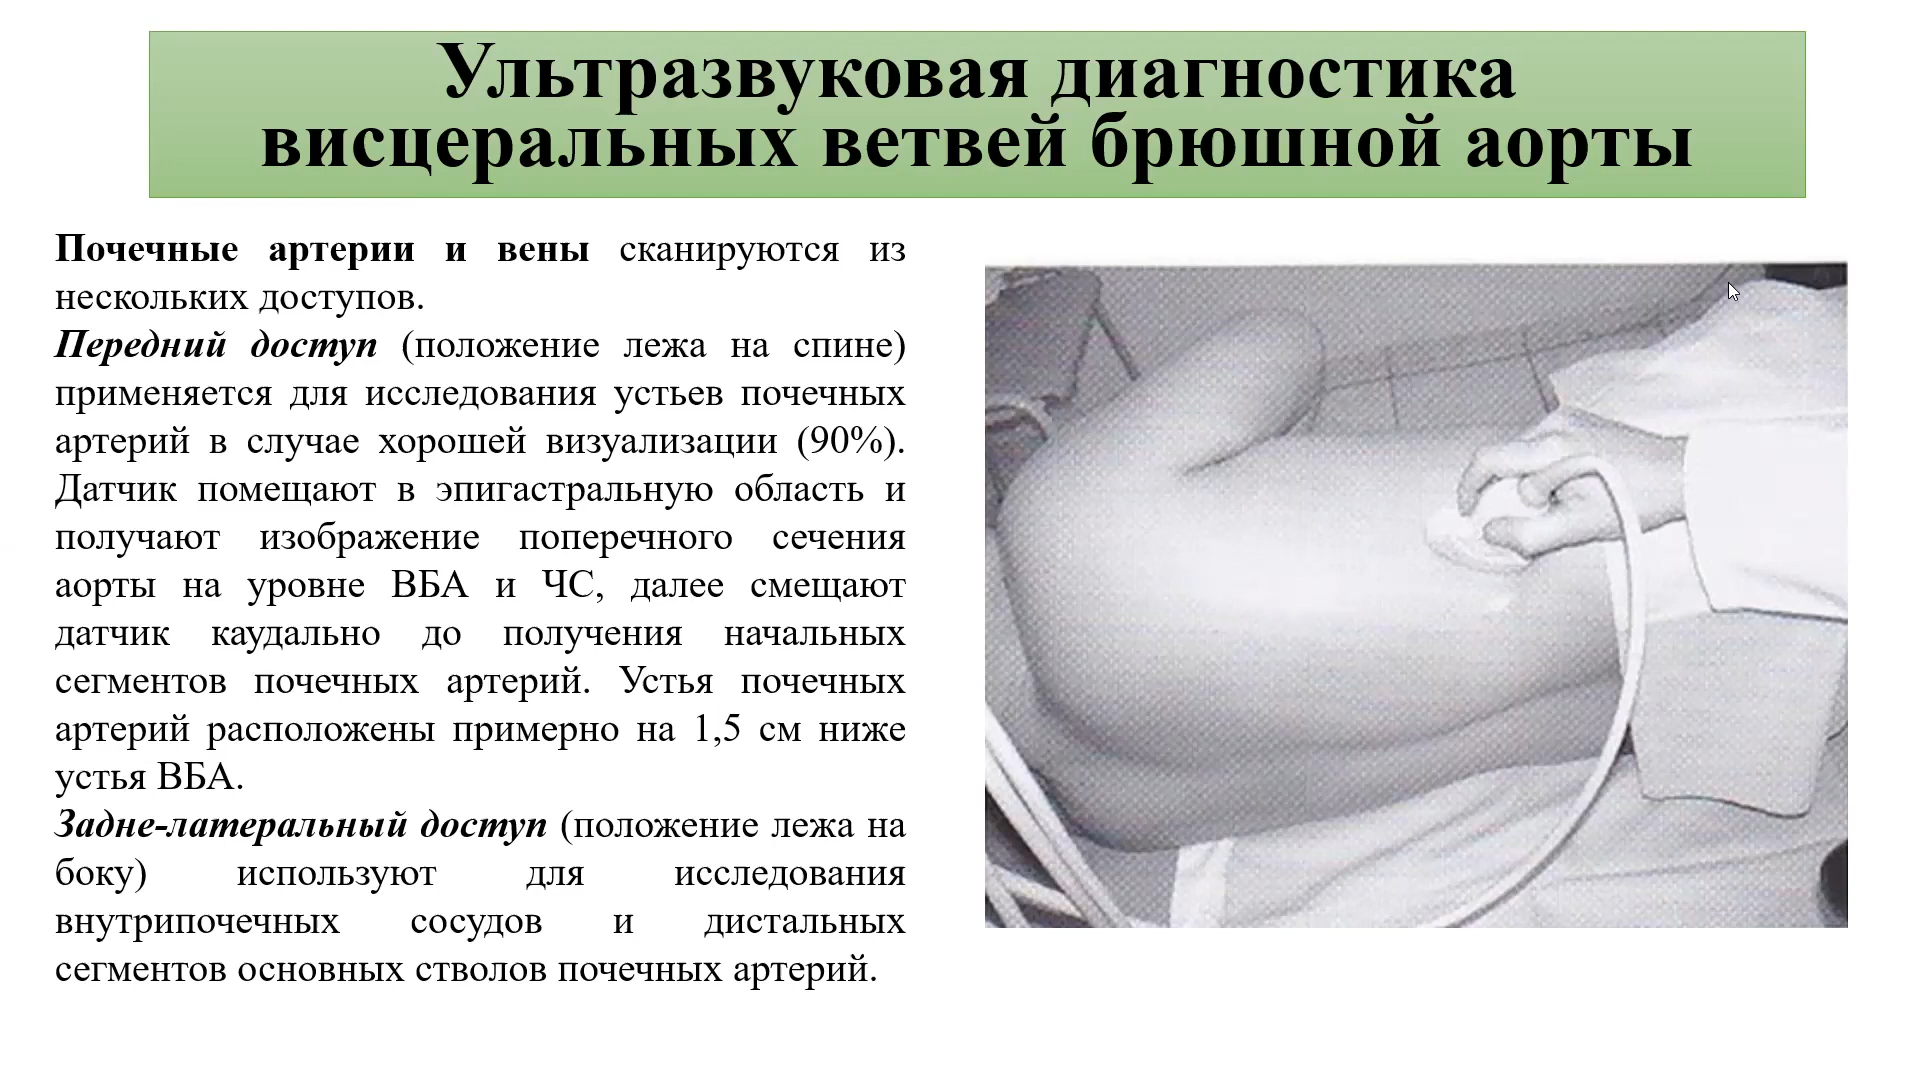 Ультразвуковая диагностика
висцеральных ветвей брюшной аорты
Почечные артерии и вены сканируются из
нескольких доступов.
Передний доступ (положение лежа на спине)
применяется для исследования устьев почечных
артерий в случае хорошей визуализации (90%).
Датчик помещают в эпигастральную область и
получают изображение поперечного сечения
аорты на уровне ВБА и ЧС, далее смещают
датчик каудально до получения начальных
сегментов почечных артерий. Устья почечных
артерий расположены примерно на 1,5 см ниже
устья ВБА.
Задне-латеральный доступ (положение лежа на
боку) используют для исследования
внутрипочечных сосудов и дистальных
сегментов основных стволов почечных артерий.